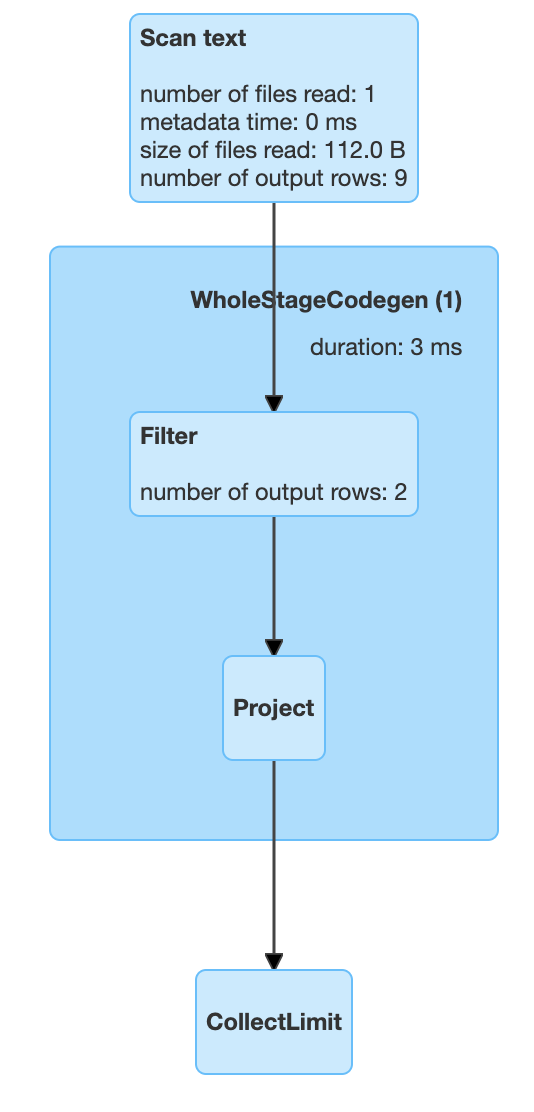 Scan text
number of files read: 1
metadata time: 0 ms
size of files read: 112.0 B
number of output rows: 9
WholeStageCodegen (1)
duration: 3 ms
Filter
number of output rows: 2
Project
CollectLimit